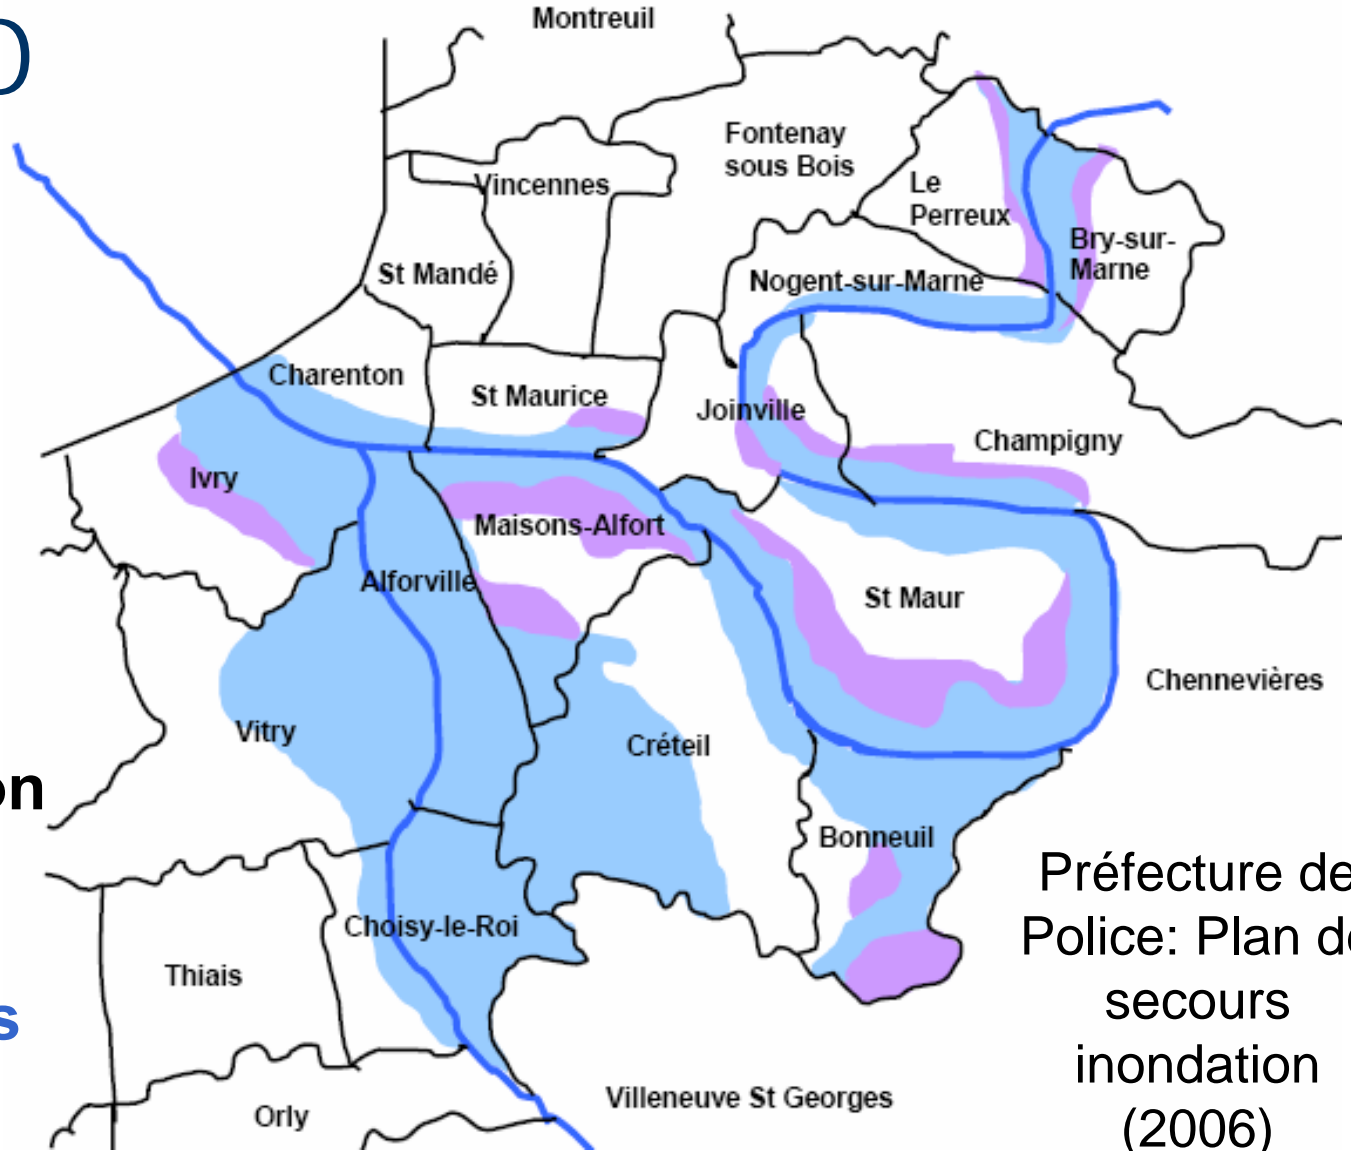 Montreuil
Fontenay
sous Bois
Vincennes
Le
Perreux
Bry-sur-
Marne
St Mandé
Nogent-sur-Marne
Charenton
St Maurice
Joinville
Champigny
Ivry
Maisons-Alfort
Alforville
St Maur
Chennevières
Vitry
Créteil
on
Bonneuil
Préfecture de
Police: Plan de
secours
inondation
(2006)
Choisy-le-Roi
Thiais
s
Villeneuve St Georges
Orly